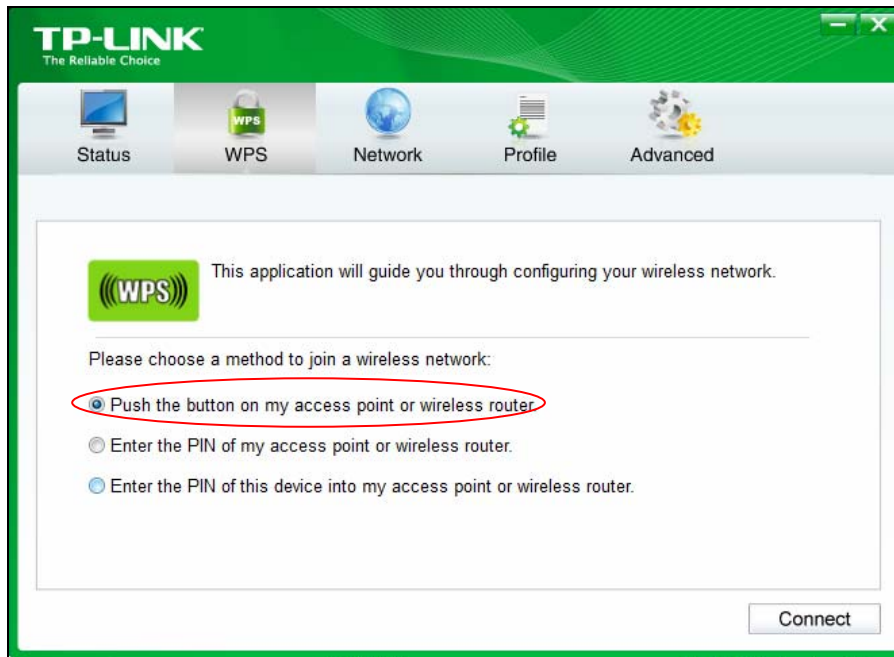 TP-LINK
The Reliable Choice
Status
WPS
WPS
Network
Profile
Advanced
WPS
This application will guide you through configuring your wireless network.
Please choose a method to join a wireless network:
Push the button on my access point or wireless router.
Enter the PIN of my access point or wireless router.
Enter the PIN of this device into my access point or wireless router.
Connect